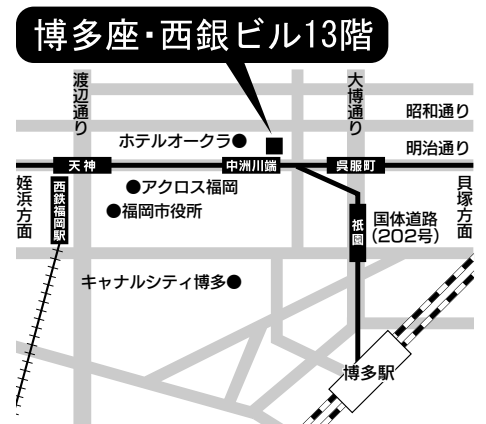 博多座・西銀ビル13階
渡辺通り
大博通り
昭和通り
ホテルオークラ●
明治通り
天神
中洲川端
呉服町
姪浜方面
西鉄福岡駅
●アクロス福岡
●福岡市役所
祇園
国体道路
(202号)
貝塚方面
キャナルシティ博多●
博多駅